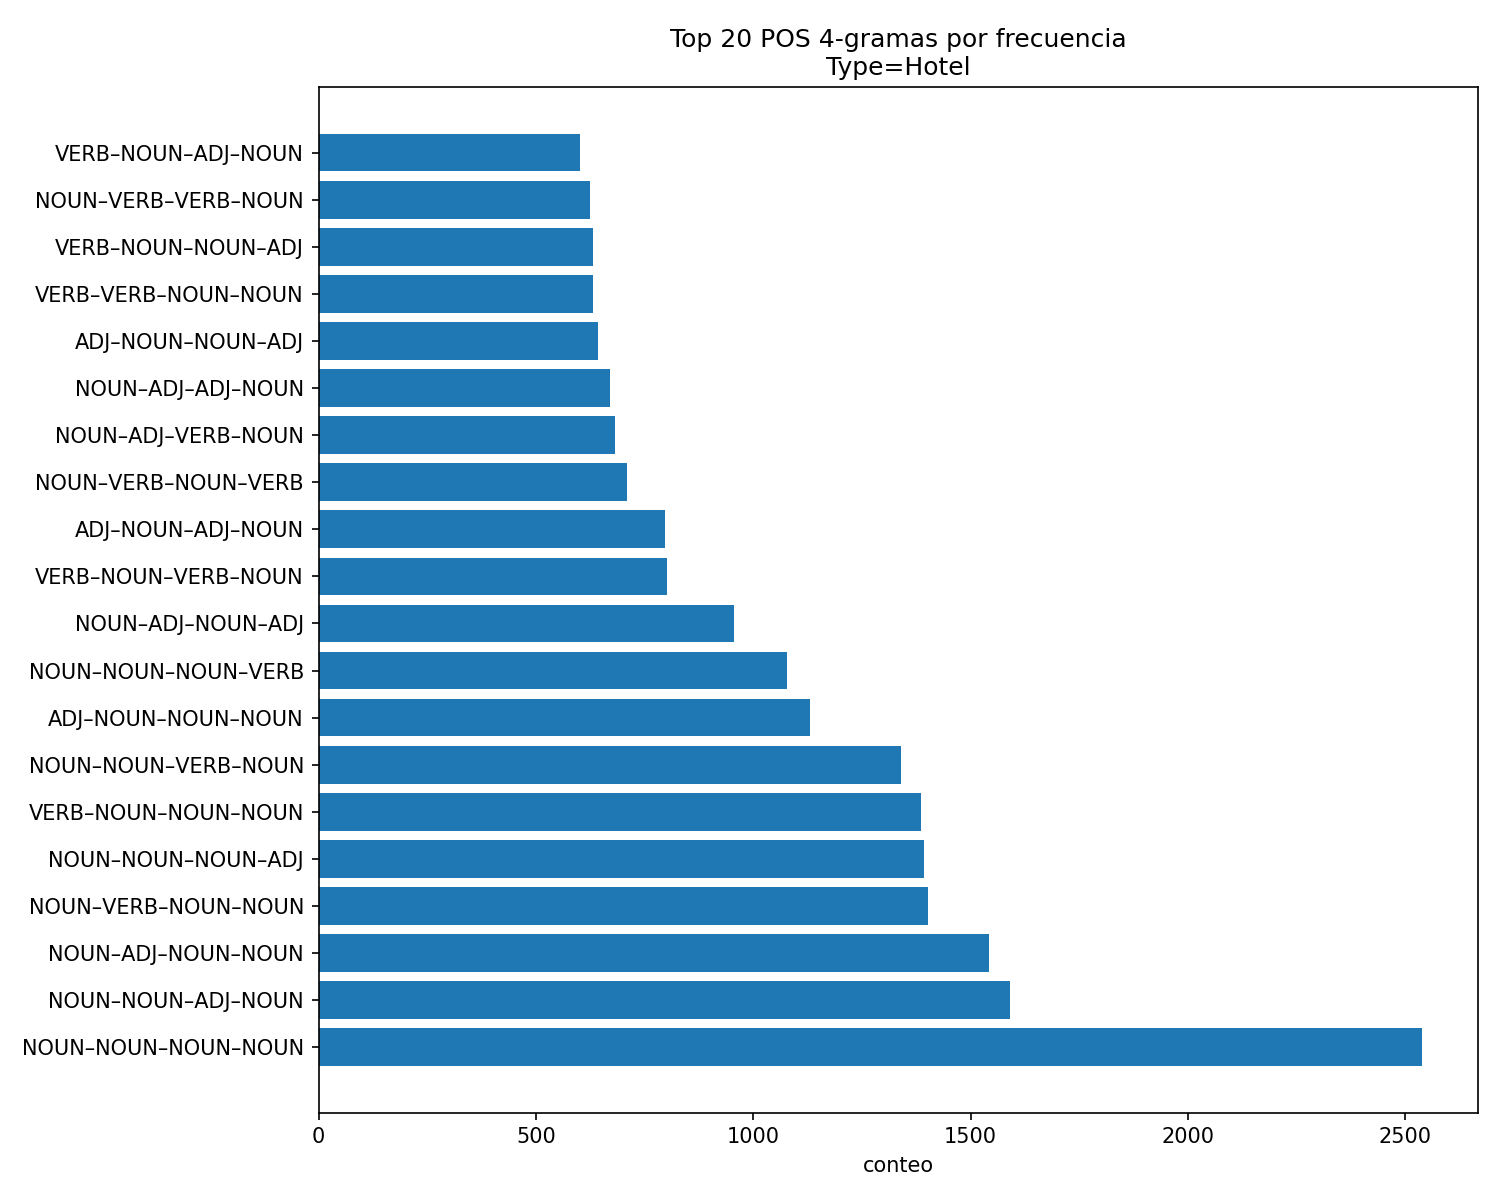 Top 20 POS 4-gramas por frecuencia
Type=Hotel
VERB–NOUN–ADJ–NOUN
NOUN–VERB–VERB–NOUN
VERB–NOUN–NOUN–ADJ
VERB–VERB–NOUN–NOUN
ADJ–NOUN–NOUN–ADJ
NOUN–ADJ–ADJ–NOUN
NOUN–ADJ–VERB–NOUN
NOUN–VERB–NOUN–VERB
ADJ–NOUN–ADJ–NOUN
VERB–NOUN–VERB–NOUN
NOUN–ADJ–NOUN–ADJ
NOUN–NOUN–NOUN–VERB
ADJ–NOUN–NOUN–NOUN
NOUN–NOUN–VERB–NOUN
VERB–NOUN–NOUN–NOUN
NOUN–NOUN–NOUN–ADJ
NOUN–VERB–NOUN–NOUN
NOUN–ADJ–NOUN–NOUN
NOUN–NOUN–ADJ–NOUN
NOUN–NOUN–NOUN–NOUN
0 500 1000 1500 2000 2500
conteo